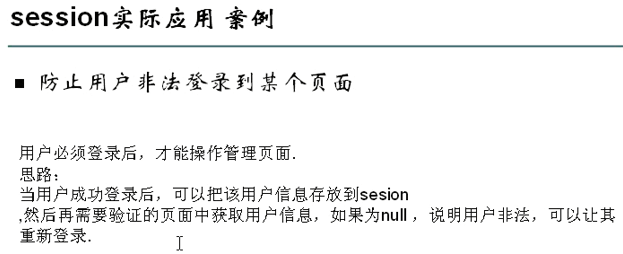 session实际应用案例
■ 防止用户非法登录到某个页面
用户必须登录后，才能操作管理页面.
思路：
当用户成功登录后，可以把该用户信息存放到sesion
,然后再需要验证的页面中获取用户信息，如果为null ，说明用户非法，可以让其
重新登录.